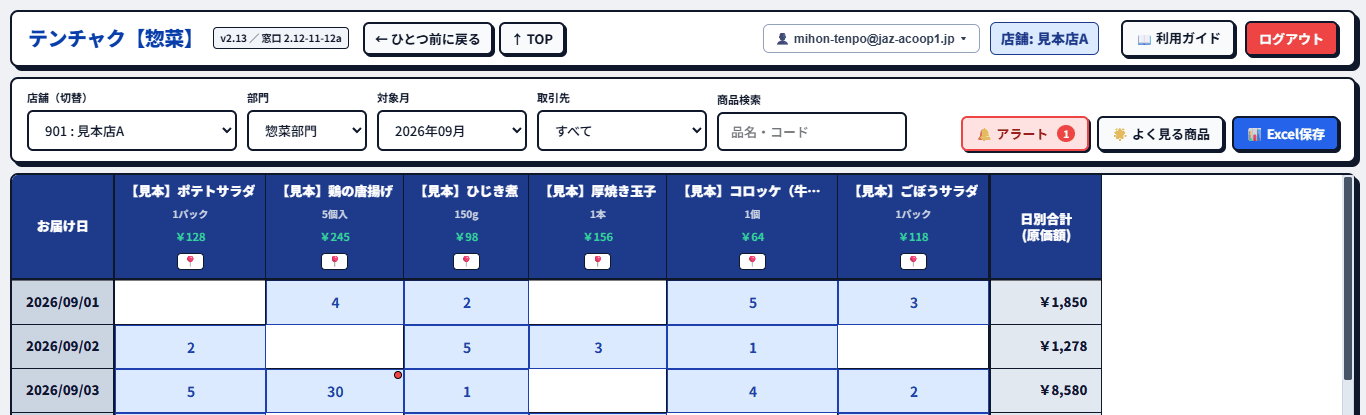 テンチャク【惣菜】 v2.13 ／ 窓口 2.12-11-12a ← ひとつ前に戻る ↑ TOP mihon-tenpo@jaz-acoop1.jp 店舗: 見本店A 利用ガイド ログアウト
店舗（切替） 部門 対象月 取引先 商品検索
901 : 見本店A 惣菜部門 2026年09月 すべて 品名・コード アラート 1 よく見る商品 Excel保存
お届け日 【見本】ポテトサラダ 【見本】鶏の唐揚げ 【見本】ひじき煮 【見本】厚焼き玉子 【見本】コロッケ（牛… 【見本】ごぼうサラダ 日別合計
(原価額)
1パック 5個入 150g 1本 1個 1パック
￥128 ￥245 ￥98 ￥156 ￥64 ￥118
2026/09/01 4 2 5 3 ￥1,850
2026/09/02 2 5 3 1 ￥1,278
2026/09/03 5 30 1 4 2 ￥8,580